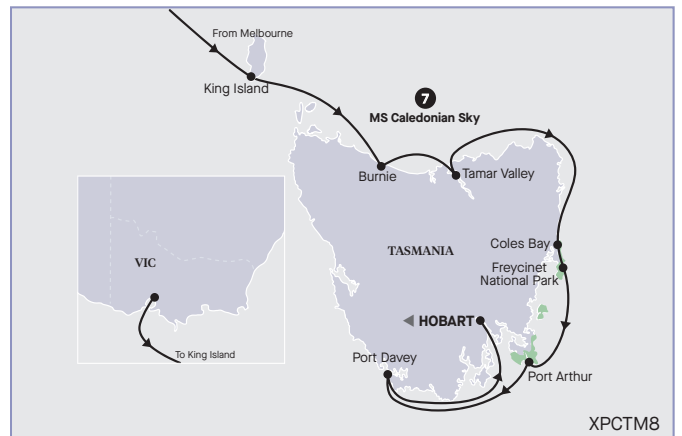 From Melbourne
King Island
7
MS Caledonian Sky
Burnie
Tamar Valley
Coles Bay
Freycinet
National Park
TASMANIA
VIC
HOBART
To King Island
Port Davey
Port Arthur
XPCTM8